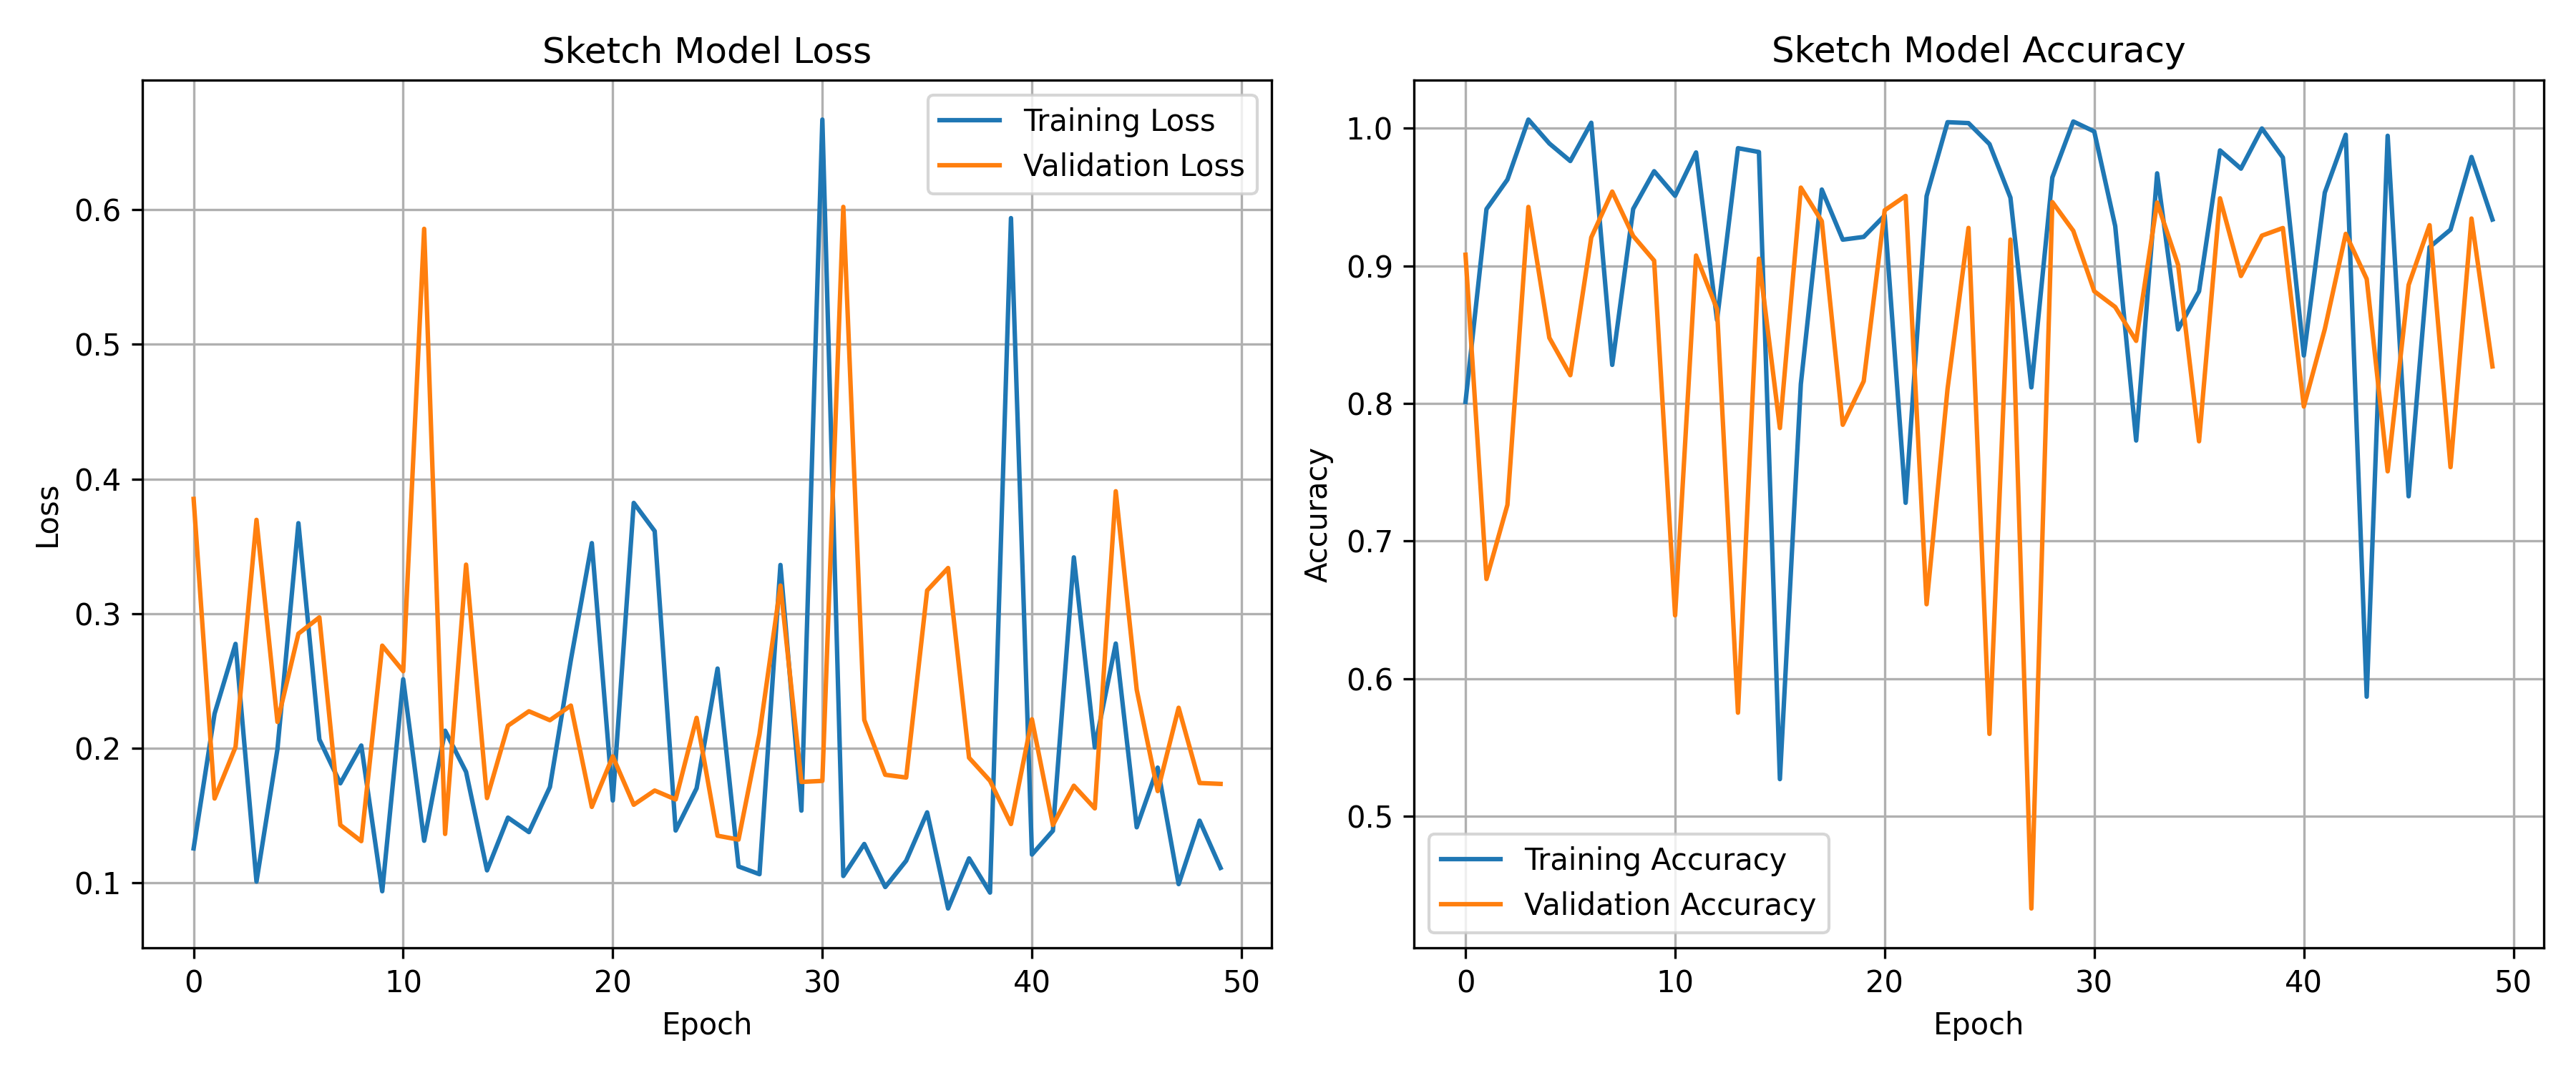 Sketch Model Loss
Training Loss
Validation Loss
0.6
0.5
0.4
0.3
0.2
0.1
Loss
0 10 20 30 40 50
Epoch
Sketch Model Accuracy
1.0
0.9
0.8
0.7
0.6
0.5
Accuracy
Training Accuracy
Validation Accuracy
0 10 20 30 40 50
Epoch